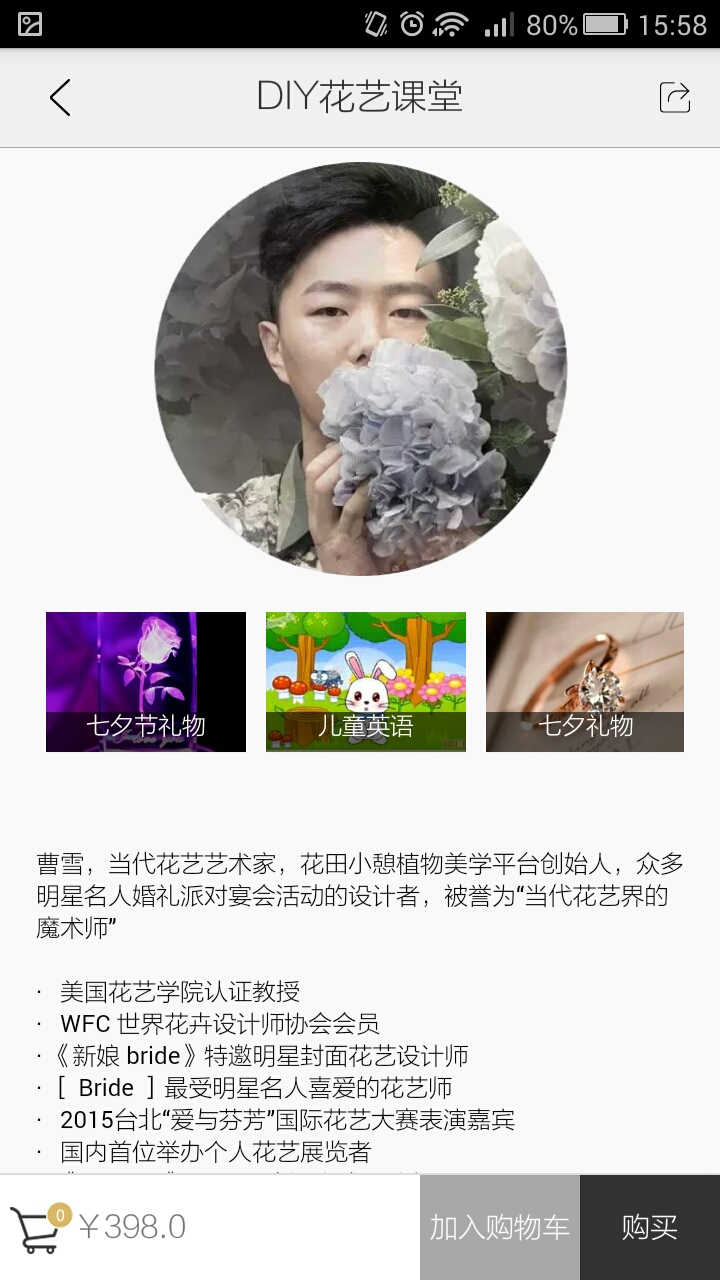 80% 15:58
DIY花艺课堂
七夕节礼物 儿童英语 七夕礼物
曹雪，当代花艺艺术家，花田小憩植物美学平台创始人，众多
明星名人婚礼派对宴会活动的设计者，被誉为“当代花艺界的
魔术师”
· 美国花艺学院认证教授
· WFC 世界花卉设计师协会会员
·《新娘 bride》特邀明星封面花艺设计师
·［ Bride ］最受明星名人喜爱的花艺师
· 2015台北“爱与芬芳”国际花艺大赛表演嘉宾
· 国内首位举办个人花艺展览者
0 ￥398.0 加入购物车 购买